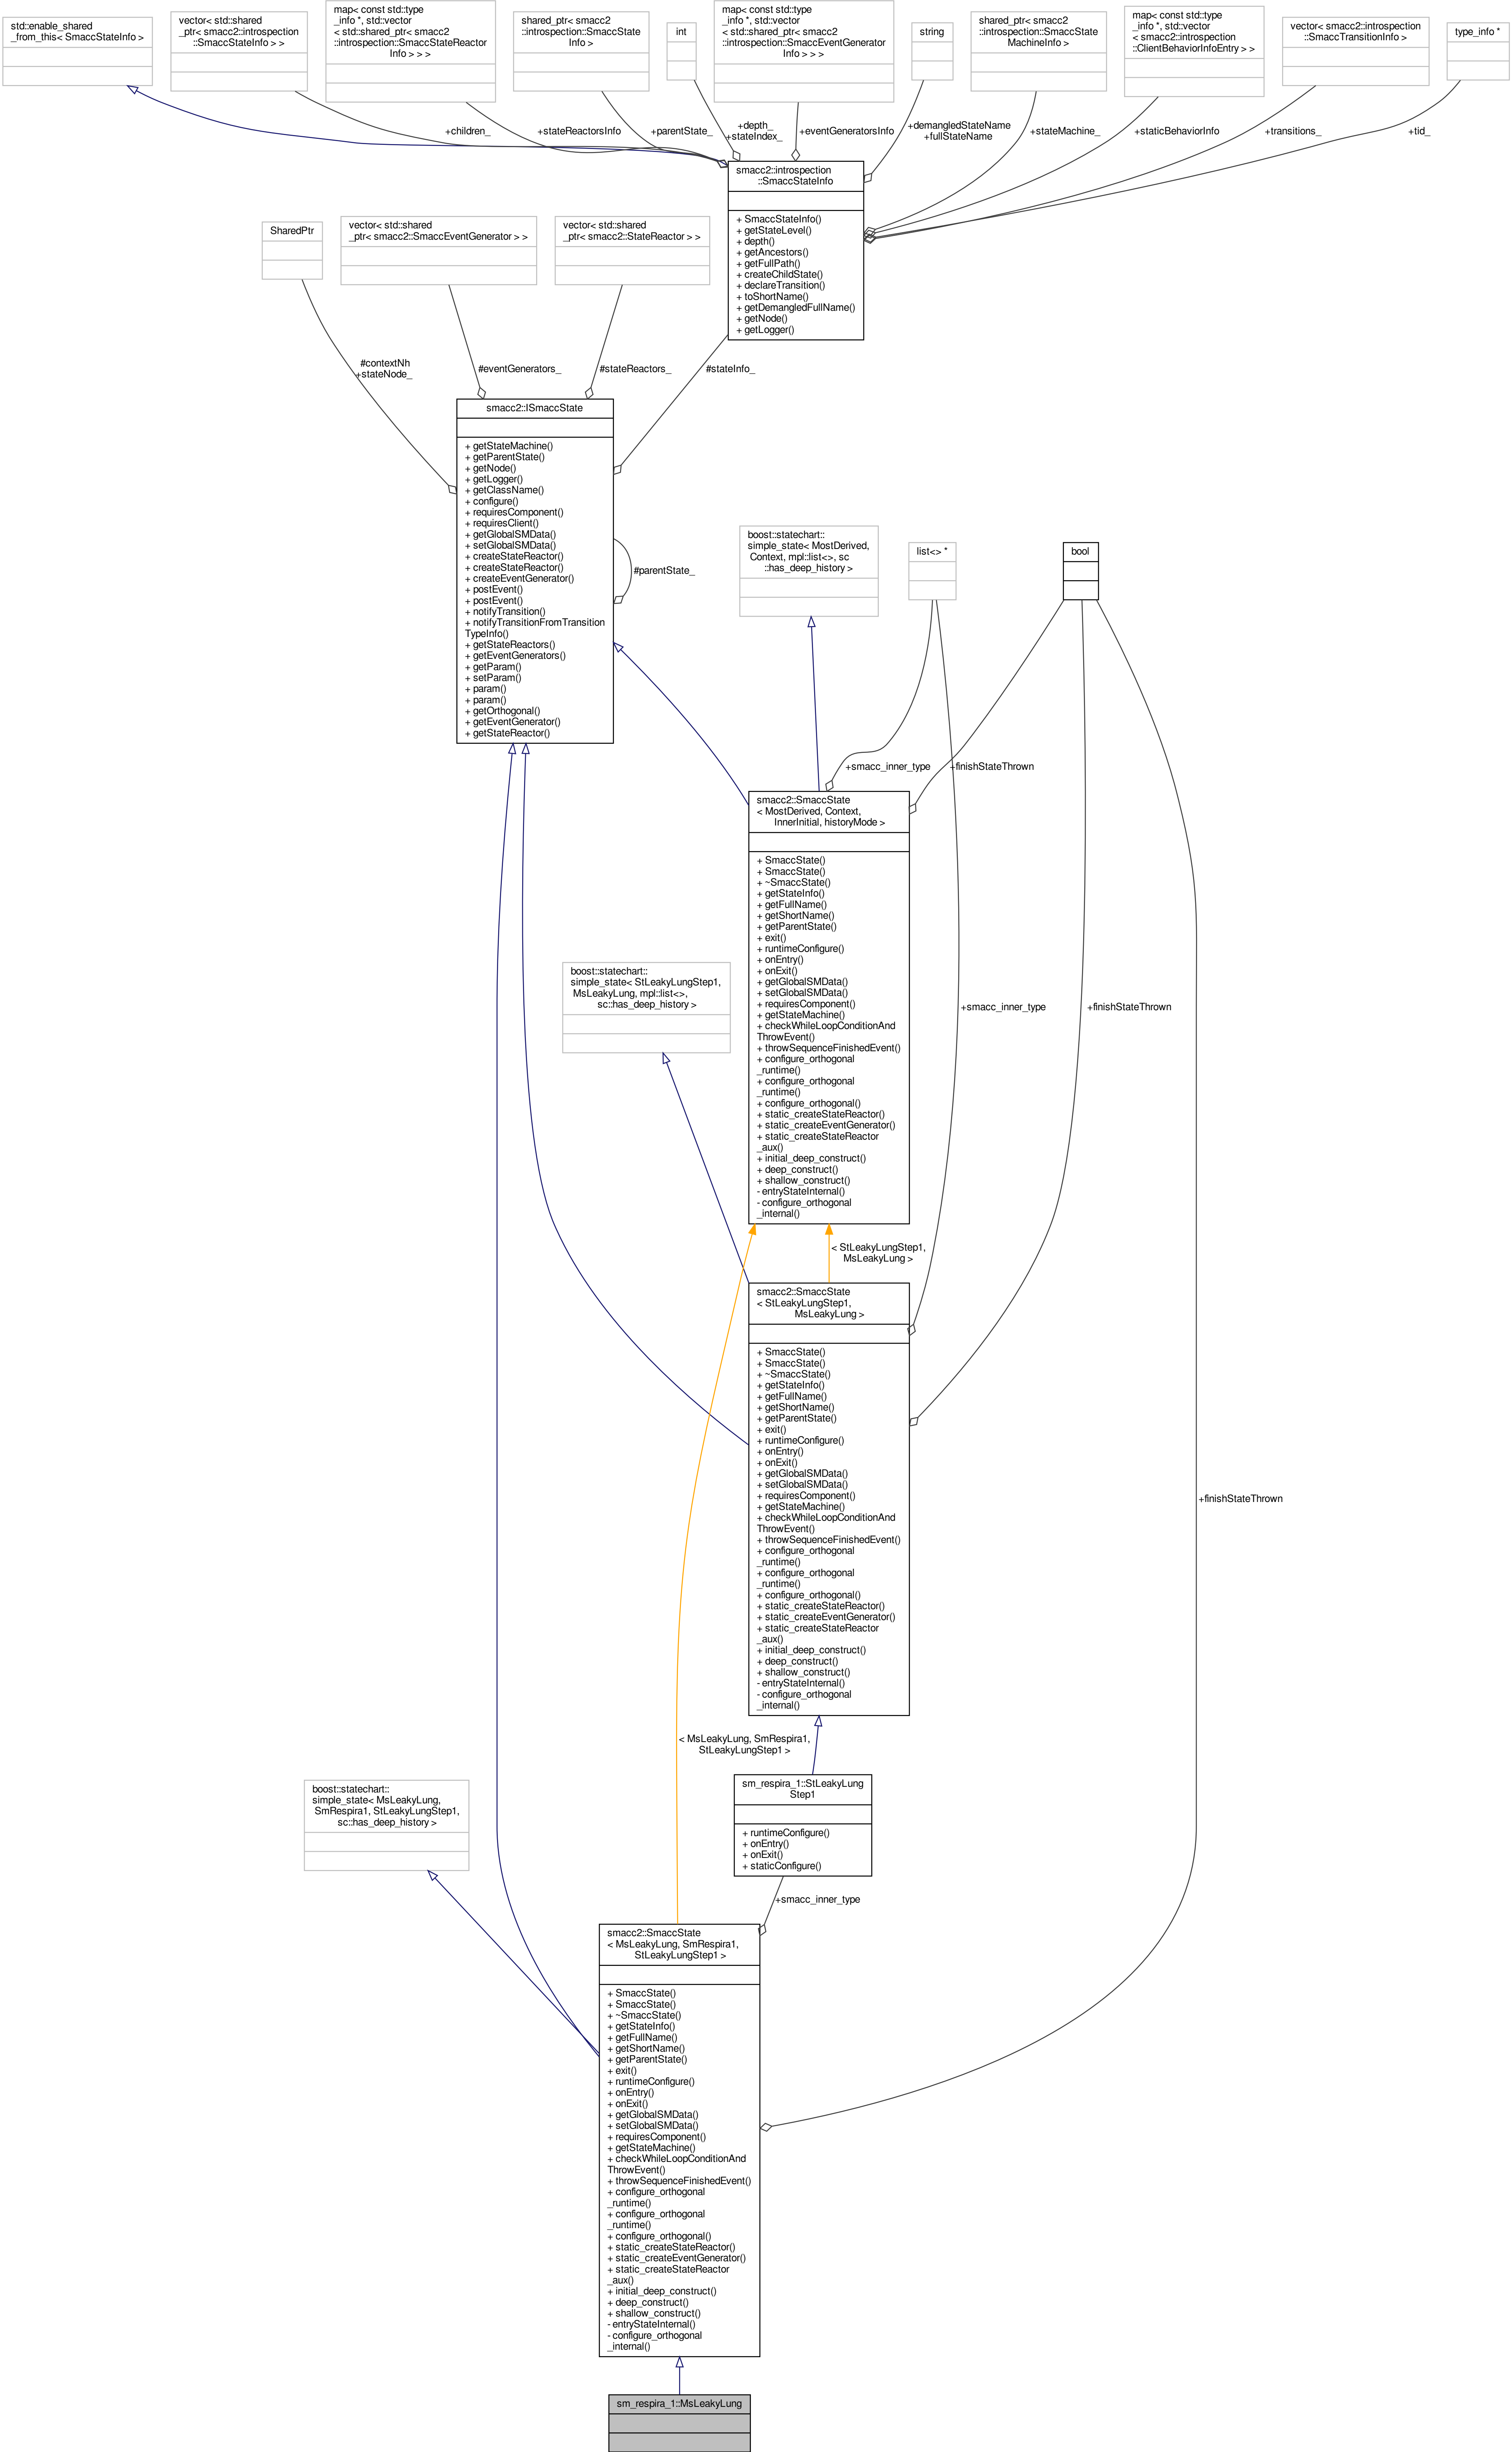 std::enable_shared
_from_this< SmaccStateInfo >
vector< std::shared
_ptr< smacc2::introspection
::SmaccStateInfo > >
map< const std::type
_info *, std::vector
< std::shared_ptr< smacc2
::introspection::SmaccStateReactor
Info > > >
shared_ptr< smacc2
::introspection::SmaccState
Info >
int
map< const std::type
_info *, std::vector
< std::shared_ptr< smacc2
::introspection::SmaccEventGenerator
Info > > >
string
shared_ptr< smacc2
::introspection::SmaccState
MachineInfo >
map< const std::type
_info *, std::vector
< smacc2::introspection
::ClientBehaviorInfoEntry > >
vector< smacc2::introspection
::SmaccTransitionInfo >
type_info *
+children_
+stateReactorsInfo
+parentState_
+depth_
+stateIndex_
+eventGeneratorsInfo
+demangledStateName
+fullStateName
+stateMachine_
+staticBehaviorInfo
+transitions_
+tid_
smacc2::introspection
::SmaccStateInfo
+ SmaccStateInfo()
+ getStateLevel()
+ depth()
+ getAncestors()
+ getFullPath()
+ createChildState()
+ declareTransition()
+ toShortName()
+ getDemangledFullName()
+ getNode()
+ getLogger()
SharedPtr
vector< std::shared
_ptr< smacc2::SmaccEventGenerator > >
vector< std::shared
_ptr< smacc2::StateReactor > >
#contextNh
+stateNode_
#eventGenerators_
#stateReactors_
#stateInfo_
smacc2::ISmaccState
+ getStateMachine()
+ getParentState()
+ getNode()
+ getLogger()
+ getClassName()
+ configure()
+ requiresComponent()
+ requiresClient()
+ getGlobalSMData()
+ setGlobalSMData()
+ createStateReactor()
+ createStateReactor()
+ createEventGenerator()
+ postEvent()
+ postEvent()
+ notifyTransition()
+ notifyTransitionFromTransition
TypeInfo()
+ getStateReactors()
+ getEventGenerators()
+ getParam()
+ setParam()
+ param()
+ param()
+ getOrthogonal()
+ getEventGenerator()
+ getStateReactor()
#parentState_
boost::statechart::
simple_state< MostDerived,
Context, mpl::list<>, sc
::has_deep_history >
list<> *
bool
+smacc_inner_type
+finishStateThrown
smacc2::SmaccState
< MostDerived, Context,
InnerInitial, historyMode >
+ SmaccState()
+ SmaccState()
+ ~SmaccState()
+ getStateInfo()
+ getFullName()
+ getShortName()
+ getParentState()
+ exit()
+ runtimeConfigure()
+ onEntry()
+ onExit()
+ getGlobalSMData()
+ setGlobalSMData()
+ requiresComponent()
+ getStateMachine()
+ checkWhileLoopConditionAnd
ThrowEvent()
+ throwSequenceFinishedEvent()
+ configure_orthogonal
_runtime()
+ configure_orthogonal
_runtime()
+ configure_orthogonal()
+ static_createStateReactor()
+ static_createEventGenerator()
+ static_createStateReactor
_aux()
+ initial_deep_construct()
+ deep_construct()
+ shallow_construct()
- entryStateInternal()
- configure_orthogonal
_internal()
boost::statechart::
simple_state< StLeakyLungStep1,
MsLeakyLung, mpl::list<>,
sc::has_deep_history >
+smacc_inner_type
+finishStateThrown
< StLeakyLungStep1,
MsLeakyLung >
smacc2::SmaccState
< StLeakyLungStep1,
MsLeakyLung >
+ SmaccState()
+ SmaccState()
+ ~SmaccState()
+ getStateInfo()
+ getFullName()
+ getShortName()
+ getParentState()
+ exit()
+ runtimeConfigure()
+ onEntry()
+ onExit()
+ getGlobalSMData()
+ setGlobalSMData()
+ requiresComponent()
+ getStateMachine()
+ checkWhileLoopConditionAnd
ThrowEvent()
+ throwSequenceFinishedEvent()
+ configure_orthogonal
_runtime()
+ configure_orthogonal
_runtime()
+ configure_orthogonal()
+ static_createStateReactor()
+ static_createEventGenerator()
+ static_createStateReactor
_aux()
+ initial_deep_construct()
+ deep_construct()
+ shallow_construct()
- entryStateInternal()
- configure_orthogonal
_internal()
+finishStateThrown
< MsLeakyLung, SmRespira1,
StLeakyLungStep1 >
sm_respira_1::StLeakyLung
Step1
+ runtimeConfigure()
+ onEntry()
+ onExit()
+ staticConfigure()
boost::statechart::
simple_state< MsLeakyLung,
SmRespira1, StLeakyLungStep1,
sc::has_deep_history >
+smacc_inner_type
smacc2::SmaccState
< MsLeakyLung, SmRespira1,
StLeakyLungStep1 >
+ SmaccState()
+ SmaccState()
+ ~SmaccState()
+ getStateInfo()
+ getFullName()
+ getShortName()
+ getParentState()
+ exit()
+ runtimeConfigure()
+ onEntry()
+ onExit()
+ getGlobalSMData()
+ setGlobalSMData()
+ requiresComponent()
+ getStateMachine()
+ checkWhileLoopConditionAnd
ThrowEvent()
+ throwSequenceFinishedEvent()
+ configure_orthogonal
_runtime()
+ configure_orthogonal
_runtime()
+ configure_orthogonal()
+ static_createStateReactor()
+ static_createEventGenerator()
+ static_createStateReactor
_aux()
+ initial_deep_construct()
+ deep_construct()
+ shallow_construct()
- entryStateInternal()
- configure_orthogonal
_internal()
sm_respira_1::MsLeakyLung